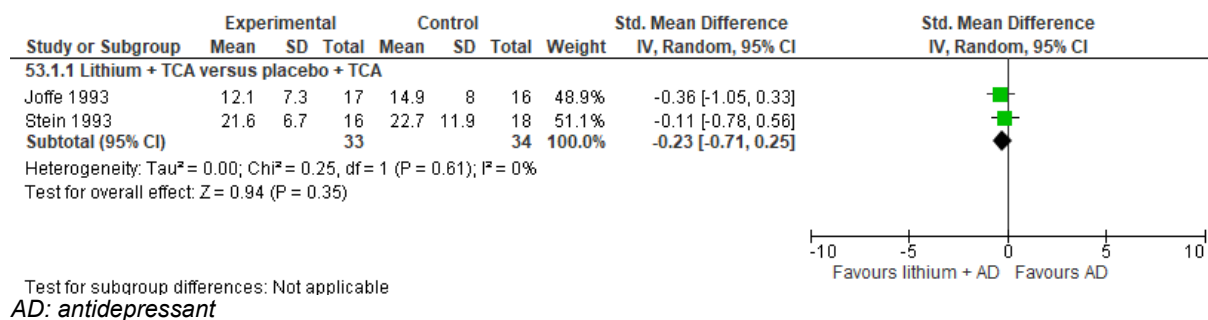 Experimental Control Std. Mean Difference Std. Mean Difference
Study or Subgroup Mean SD Total Mean SD Total Weight IV, Random, 95% CI IV, Random, 95% CI
53.1.1 Lithium + TCA versus placebo + TCA
Joffe 1993 12.1 7.3 17 14.9 8 16 48.9% -0.36 [-1.05, 0.33]
Stein 1993 21.6 6.7 16 22.7 11.9 18 51.1% -0.11 [-0.78, 0.56]
Subtotal (95% CI) 33 34 100.0% -0.23 [-0.71, 0.25]
Heterogeneity: Tau² = 0.00; Chi² = 0.25, df = 1 (P = 0.61); I² = 0%
Test for overall effect: Z = 0.94 (P = 0.35)
-10 -5 0 5 10
Favours lithium + AD Favours AD
Test for subgroup differences: Not applicable
AD: antidepressant